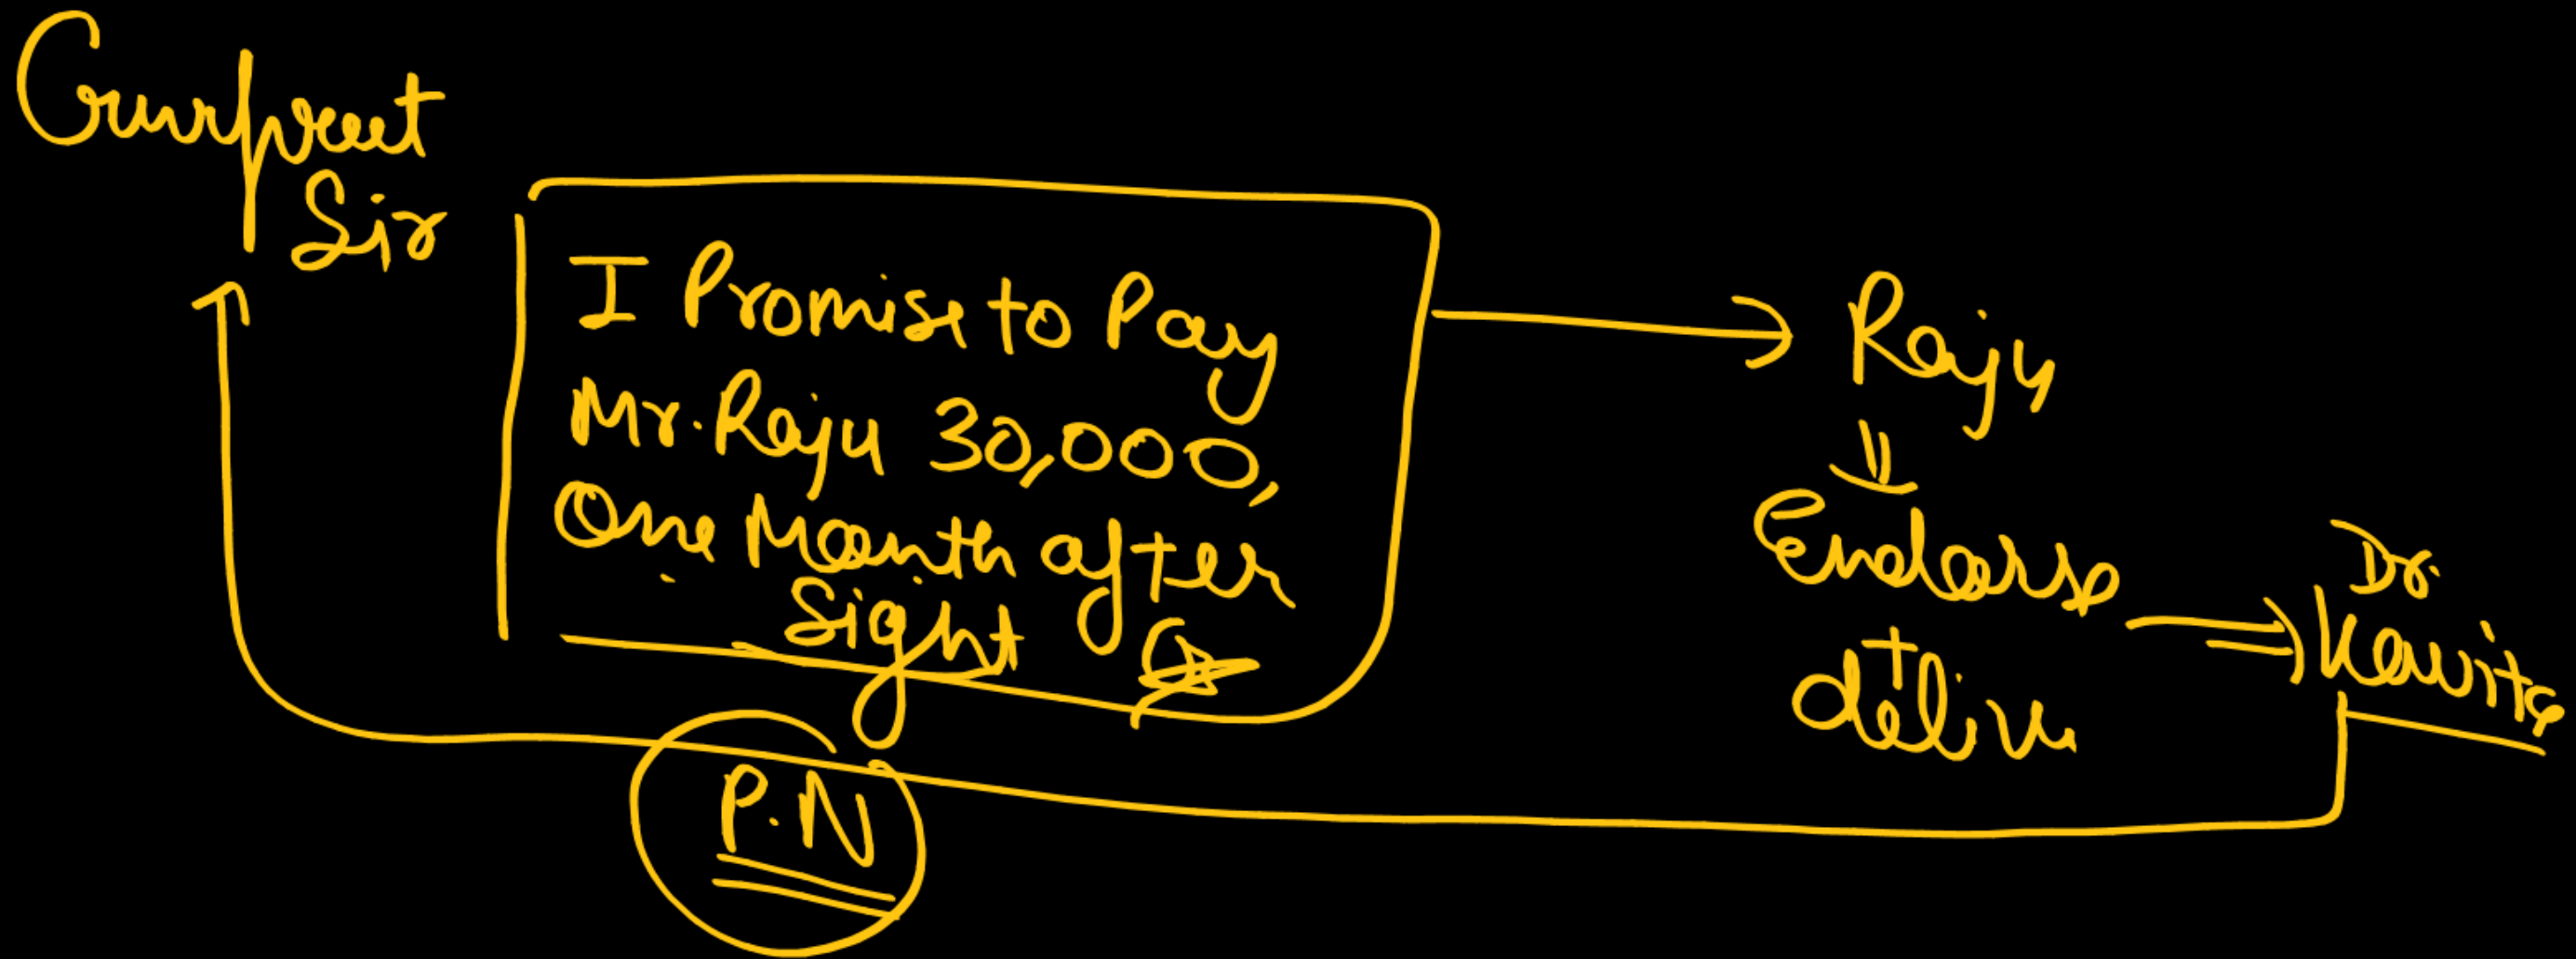 Gurpreet
Sir
I Promise to Pay
Mr. Raju 30,000,
One Month after
Sight
P.N
Raju
Endorse
+
deliver
Dr.
Kavita